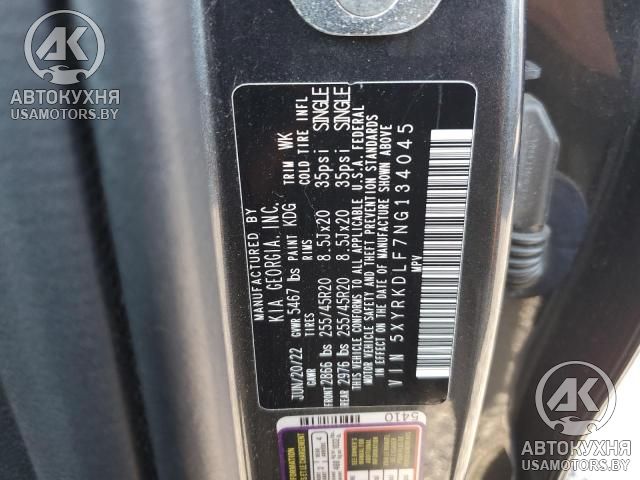 АВТОКУХНЯ
USAMOTORS.BY
MANUFACTURED BY
KIA GEORGIA, INC.
JUN/20/22 GVWR 5467 lbs PAINT KDG TRIM WK
GAWR TIRES RIMS COLD TIRE INFL
FRONT 2866 lbs 255/45R20 8.5Jx20 35psi SINGLE
REAR 2976 lbs 255/45R20 8.5Jx20 35psi SINGLE
THIS VEHICLE CONFORMS TO ALL APPLICABLE U.S.A. FEDERAL
MOTOR VEHICLE SAFETY AND THEFT PREVENTION STANDARDS
IN EFFECT ON THE DATE OF MANUFACTURE SHOWN ABOVE
VIN 5XYRKDLF7NG134045
MPV
5410
АВТОКУХНЯ
USAMOTORS.BY